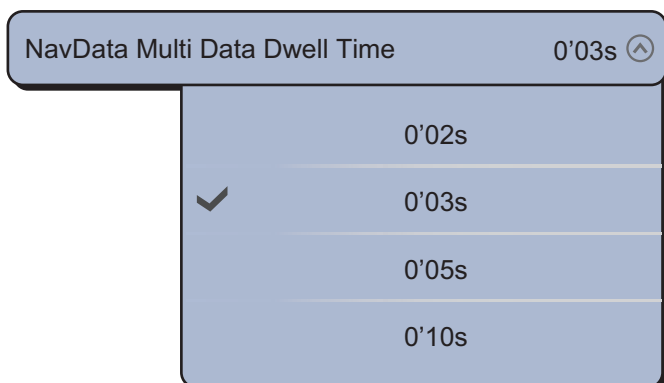 NavData Multi Data Dwell Time 0’03s
0’02s
0’03s
0’05s
0’10s